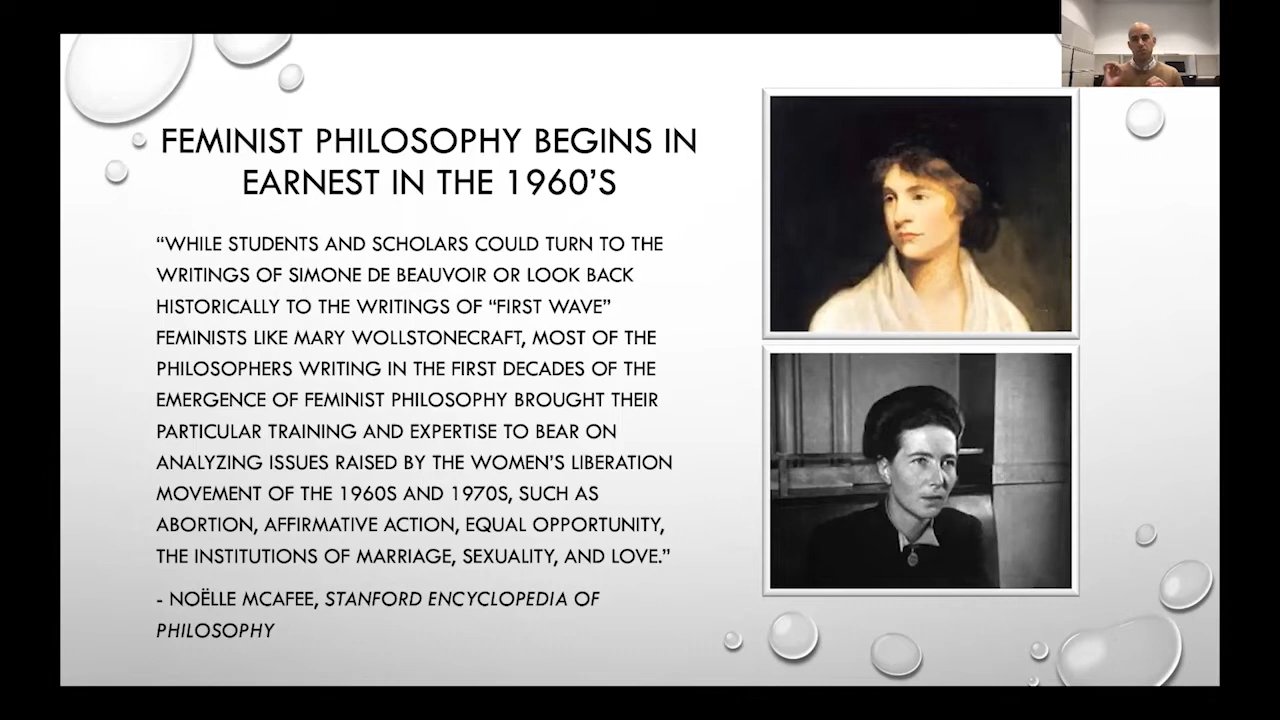 FEMINIST PHILOSOPHY BEGINS IN
EARNEST IN THE 1960’S
“WHILE STUDENTS AND SCHOLARS COULD TURN TO THE
WRITINGS OF SIMONE DE BEAUVOIR OR LOOK BACK
HISTORICALLY TO THE WRITINGS OF “FIRST WAVE”
FEMINISTS LIKE MARY WOLLSTONECRAFT, MOST OF THE
PHILOSOPHERS WRITING IN THE FIRST DECADES OF THE
EMERGENCE OF FEMINIST PHILOSOPHY BROUGHT THEIR
PARTICULAR TRAINING AND EXPERTISE TO BEAR ON
ANALYZING ISSUES RAISED BY THE WOMEN’S LIBERATION
MOVEMENT OF THE 1960S AND 1970S, SUCH AS
ABORTION, AFFIRMATIVE ACTION, EQUAL OPPORTUNITY,
THE INSTITUTIONS OF MARRIAGE, SEXUALITY, AND LOVE.”
- NOËLLE MCAFEE, STANFORD ENCYCLOPEDIA OF
PHILOSOPHY